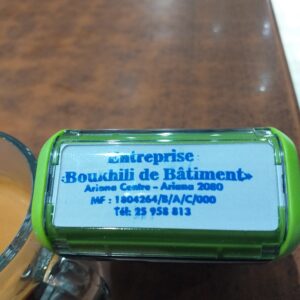 Entreprise
«Boukhili de Bâtiment»
Ariana Centre - Ariana 2080
MF : 1804264/B/A/C/000
Tél: 25 958 813